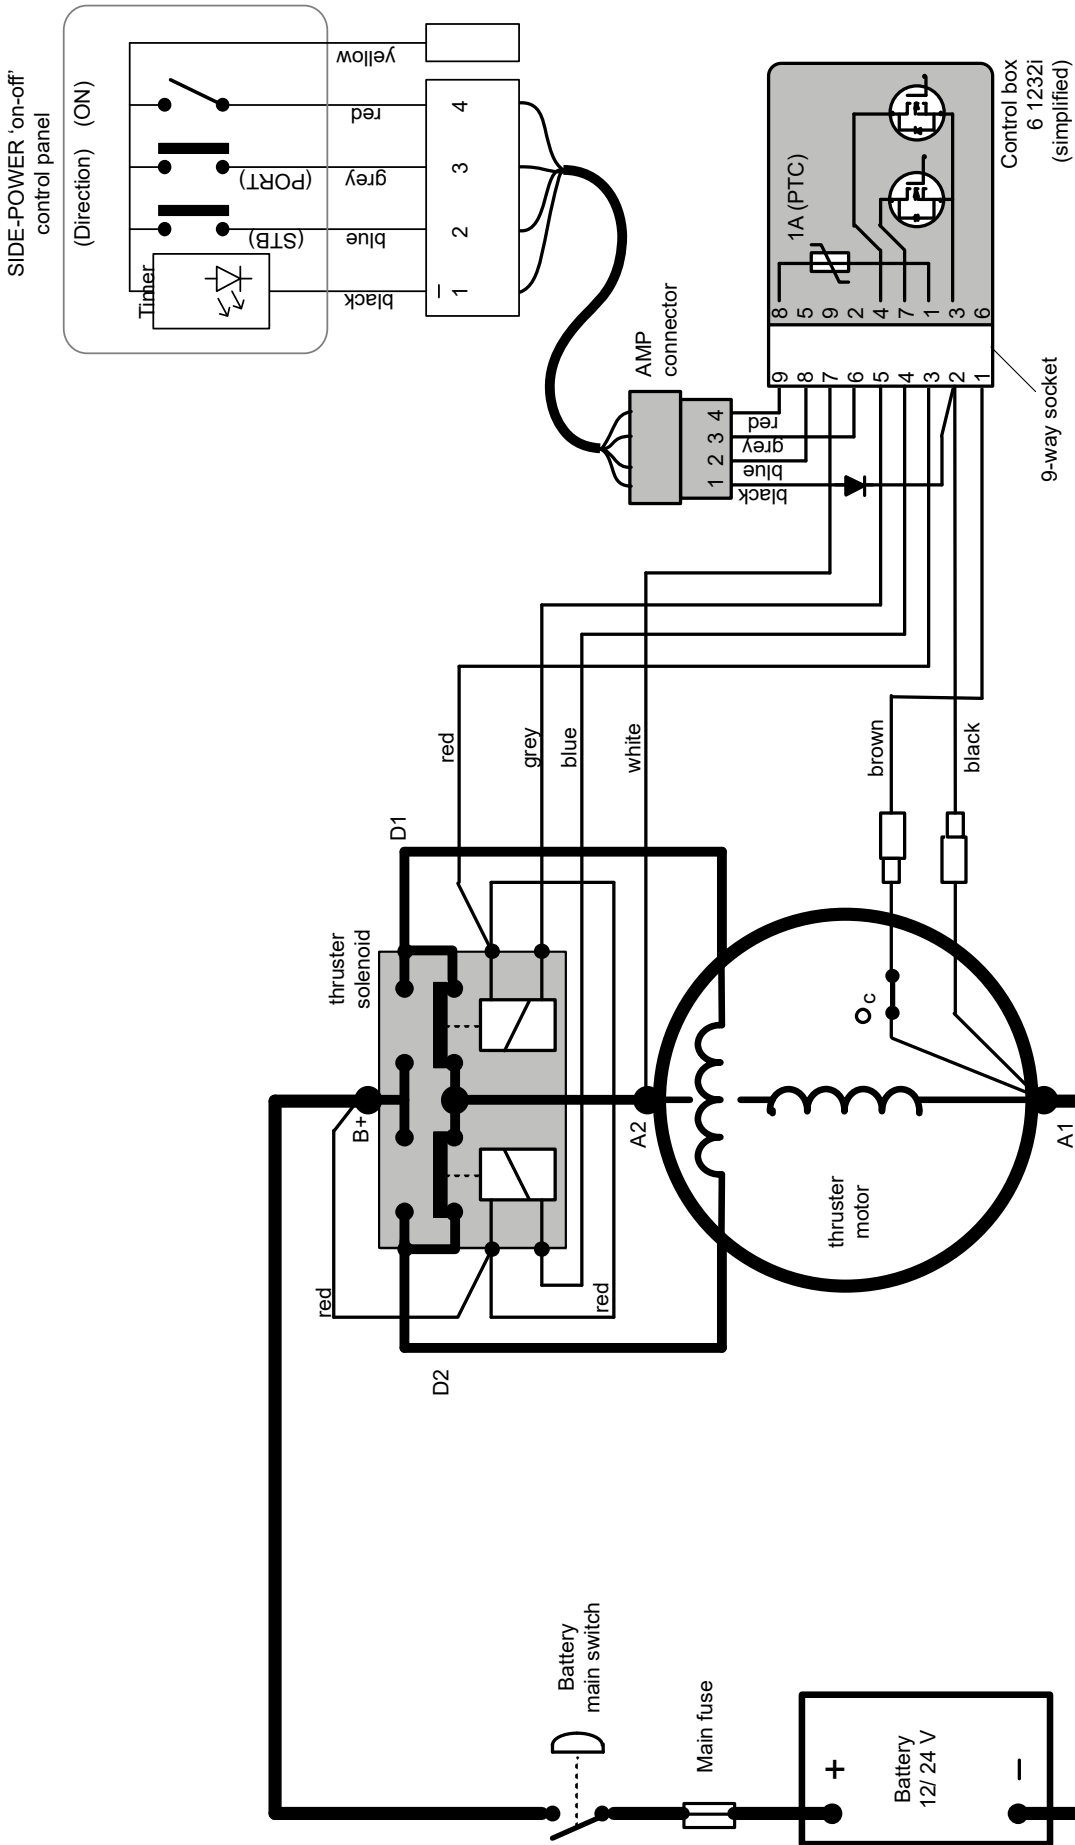 SIDE-POWER 'on-off'
control panel
(Direction) (ON)
Timer
(STB)
(PORT)
black
blue
grey
red
yellow
1 2 3 4
–
AMP
connector
1 2 3 4
black
blue
grey
red
1A (PTC)
8 5 9 2 4 7 1 3 6
9 8 7 6 5 4 3 2 1
Control box
6 1232i
(simplified)
9-way socket
red
grey
blue
white
brown
black
D1
thruster
solenoid
B+
A2
°c
A1
thruster
motor
red
red
D2
Battery
main switch
Main fuse
+
Battery
12/ 24 V
–